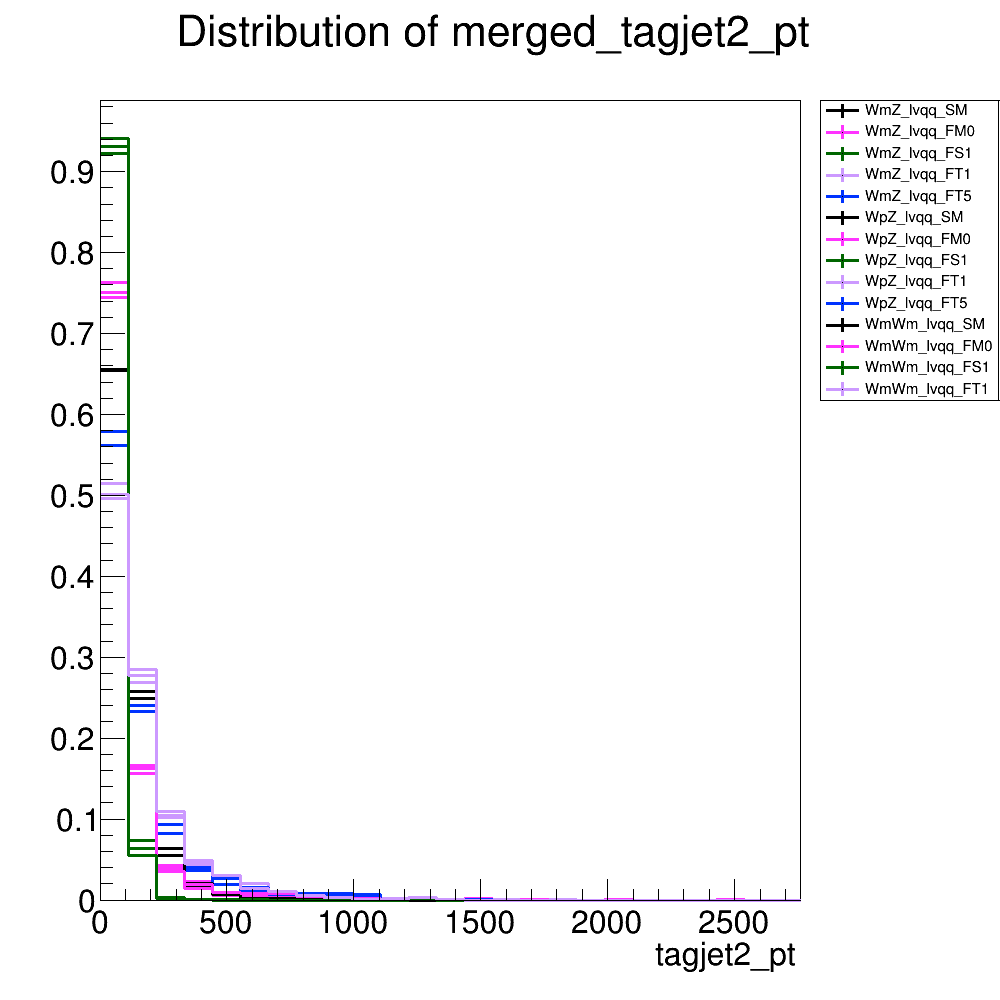 Distribution of merged_tagjet2_pt
WmZ_lvqq_SM
WmZ_lvqq_FM0
WmZ_lvqq_FS1
WmZ_lvqq_FT1
WmZ_lvqq_FT5
WpZ_lvqq_SM
WpZ_lvqq_FM0
WpZ_lvqq_FS1
WpZ_lvqq_FT1
WpZ_lvqq_FT5
WmWm_lvqq_SM
WmWm_lvqq_FM0
WmWm_lvqq_FS1
WmWm_lvqq_FT1
0.9
0.8
0.7
0.6
0.5
0.4
0.3
0.2
0.1
0
0 500 1000 1500 2000 2500
tagjet2_pt